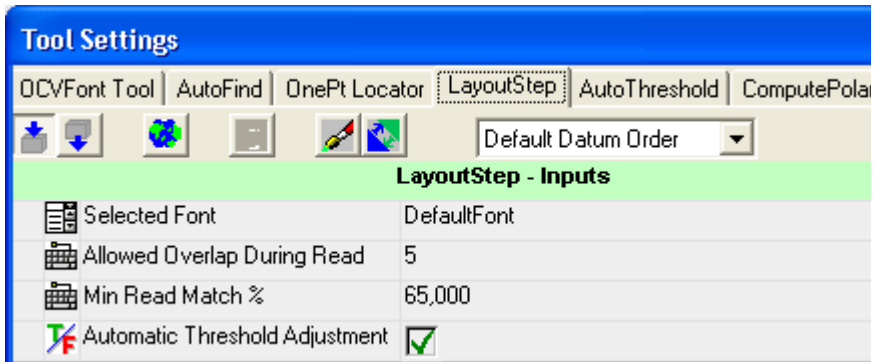 Tool Settings
OCVFont Tool AutoFind OnePt Locator LayoutStep AutoThreshold ComputePolar
Default Datum Order
LayoutStep - Inputs
Selected Font DefaultFont
Allowed Overlap During Read 5
Min Read Match % 65,000
T/F Automatic Threshold Adjustment